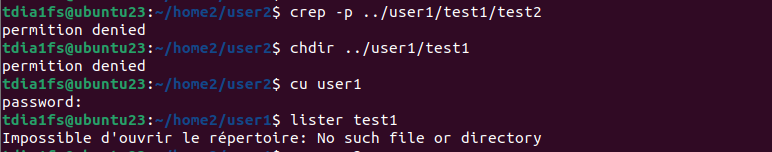 tdia1fs@ubuntu23:~/home2/user2$ crep -p ../user1/test1/test2
permition denied
tdia1fs@ubuntu23:~/home2/user2$ chdir ../user1/test1
permition denied
tdia1fs@ubuntu23:~/home2/user2$ cu user1
password:
tdia1fs@ubuntu23:~/home2/user1$ lister test1
Impossible d'ouvrir le répertoire: No such file or directory